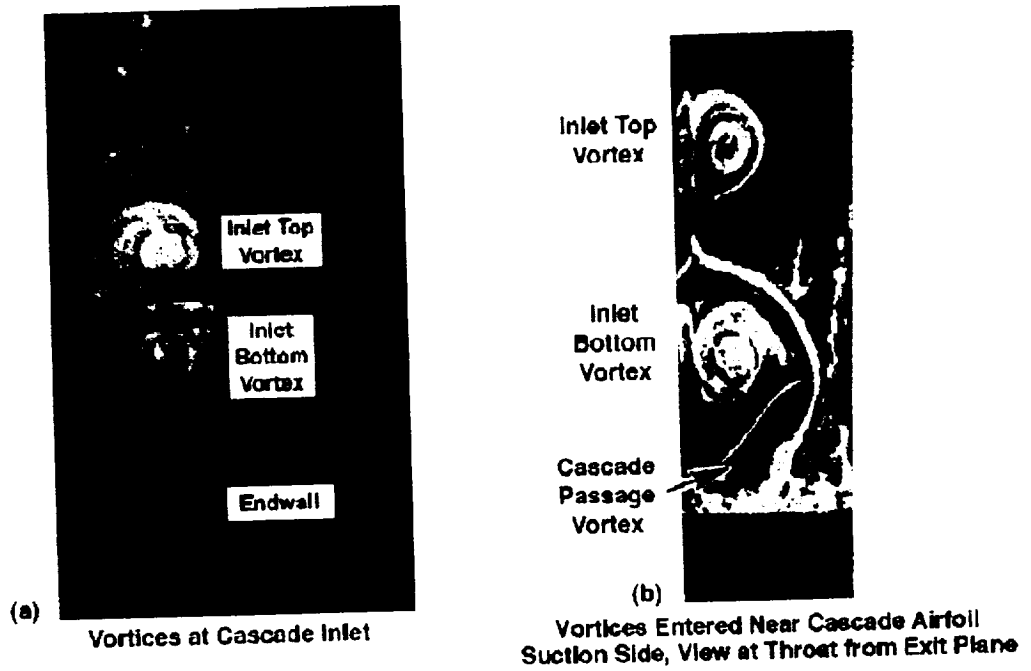 Inlet Top
Vortex
Inlet
Bottom
Vortex
Endwall
(a)
Vortices at Cascade Inlet
Inlet Top
Vortex
Inlet
Bottom
Vortex
Cascade
Passage
Vortex
(b)
Vortices Entered Near Cascade Airfoil
Suction Side, View at Throat from Exit Plane